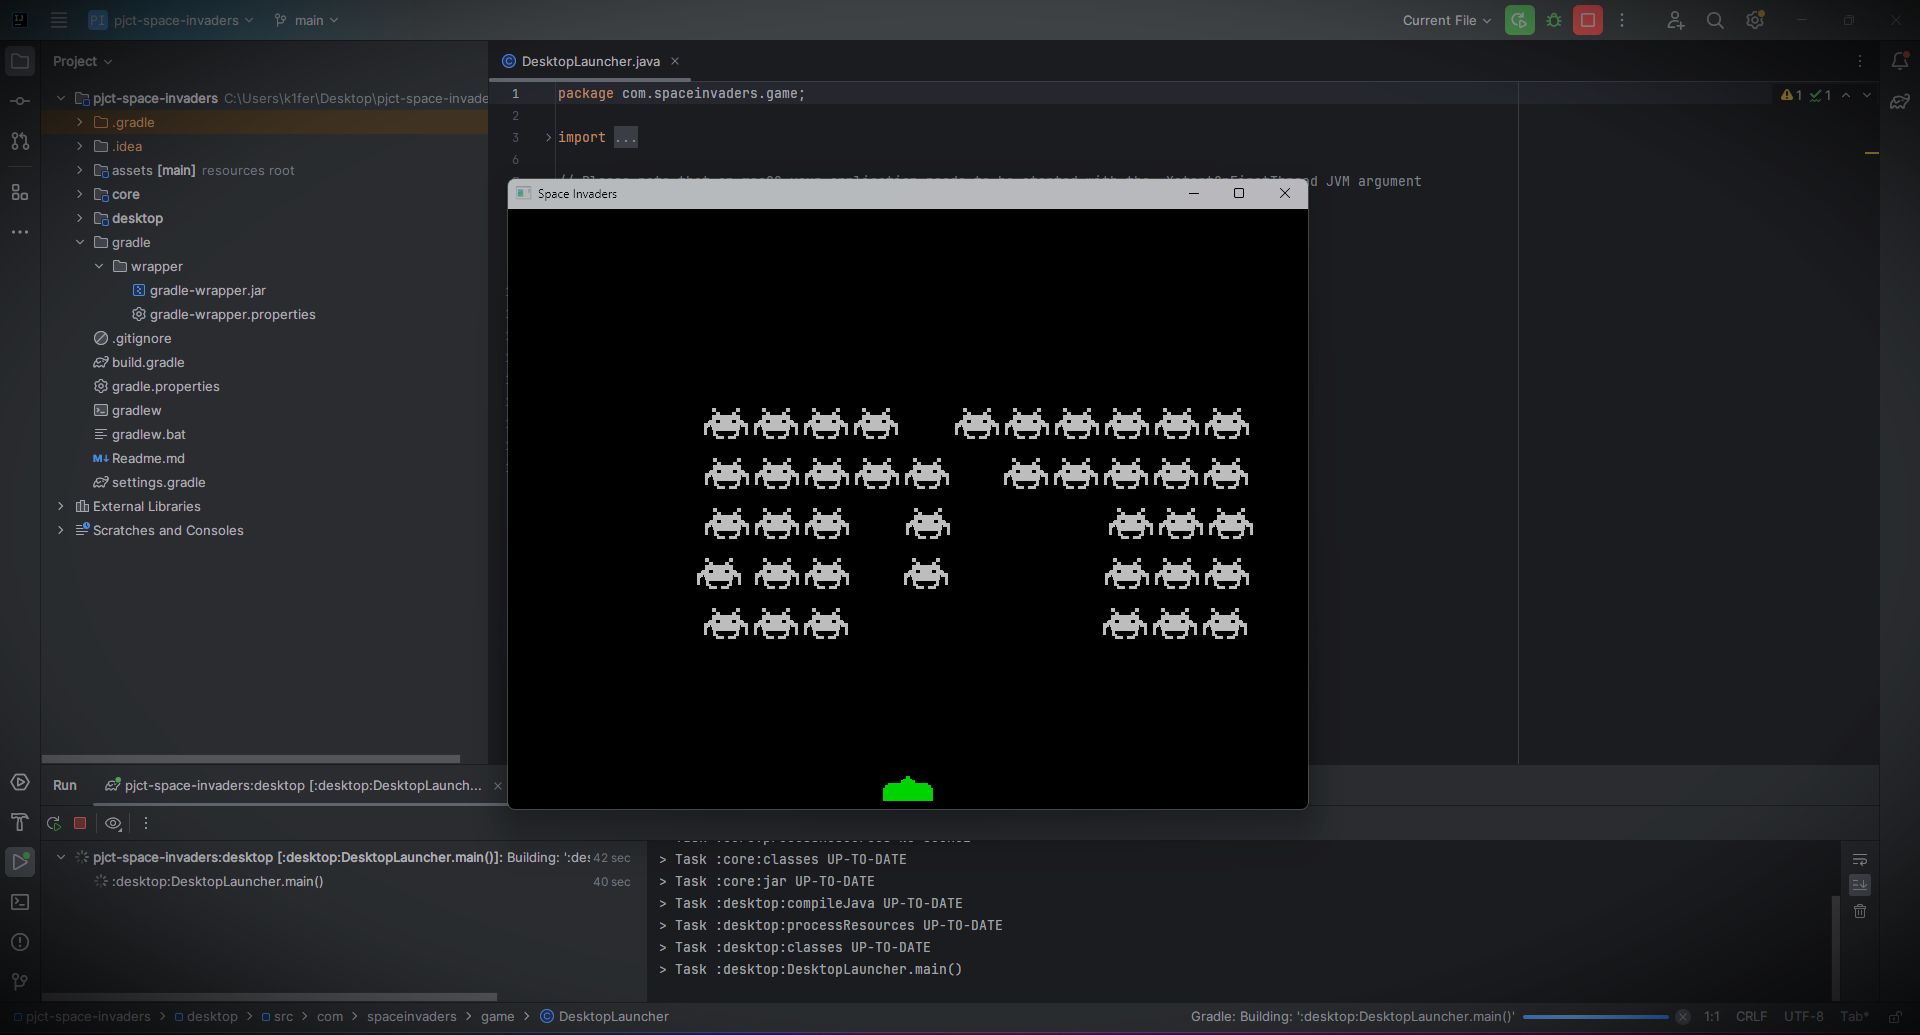 PI pjct-space-invaders main Current File
Project
DesktopLauncher.java
pjct-space-invaders C:\Users\k1fer\Desktop\pjct-space-invade
.gradle
.idea
assets [main] resources root
core
desktop
gradle
wrapper
gradle-wrapper.jar
gradle-wrapper.properties
.gitignore
build.gradle
gradle.properties
gradlew
gradlew.bat
M↓ Readme.md
settings.gradle
External Libraries
Scratches and Consoles
1 package com.spaceinvaders.game;
1 1
2
3 import ...
6
JVM argument
Space Invaders
Run pjct-space-invaders:desktop [:desktop:DesktopLaunch...
pjct-space-invaders:desktop [:desktop:DesktopLauncher.main()]: Building: ':des 42 sec
:desktop:DesktopLauncher.main() 40 sec
> Task :core:classes UP-TO-DATE
> Task :core:jar UP-TO-DATE
> Task :desktop:compileJava UP-TO-DATE
> Task :desktop:processResources UP-TO-DATE
> Task :desktop:classes UP-TO-DATE
> Task :desktop:DesktopLauncher.main()
pjct-space-invaders > desktop > src > com > spaceinvaders > game > DesktopLauncher
Gradle: Building: ':desktop:DesktopLauncher.main()' 1:1 CRLF UTF-8 Tab*